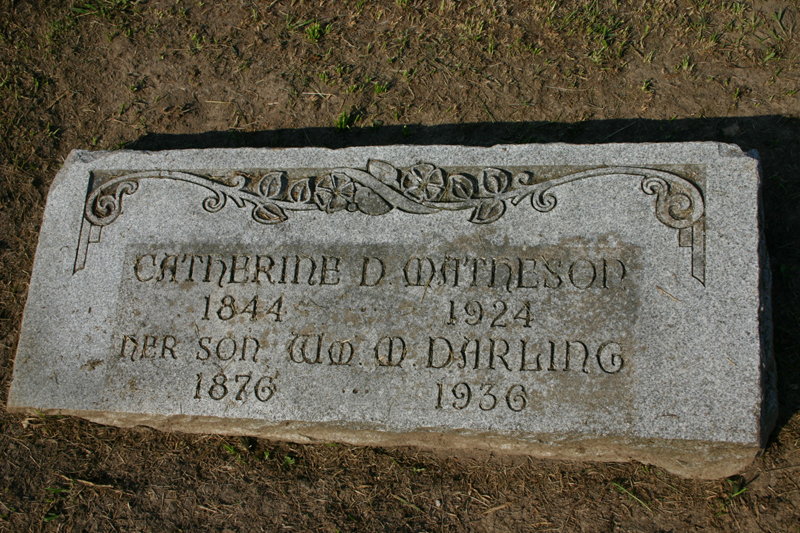 CATHERINE D. MATHESON
1844 ... 1924
HER SON WM. M. DARLING
1876 ... 1936